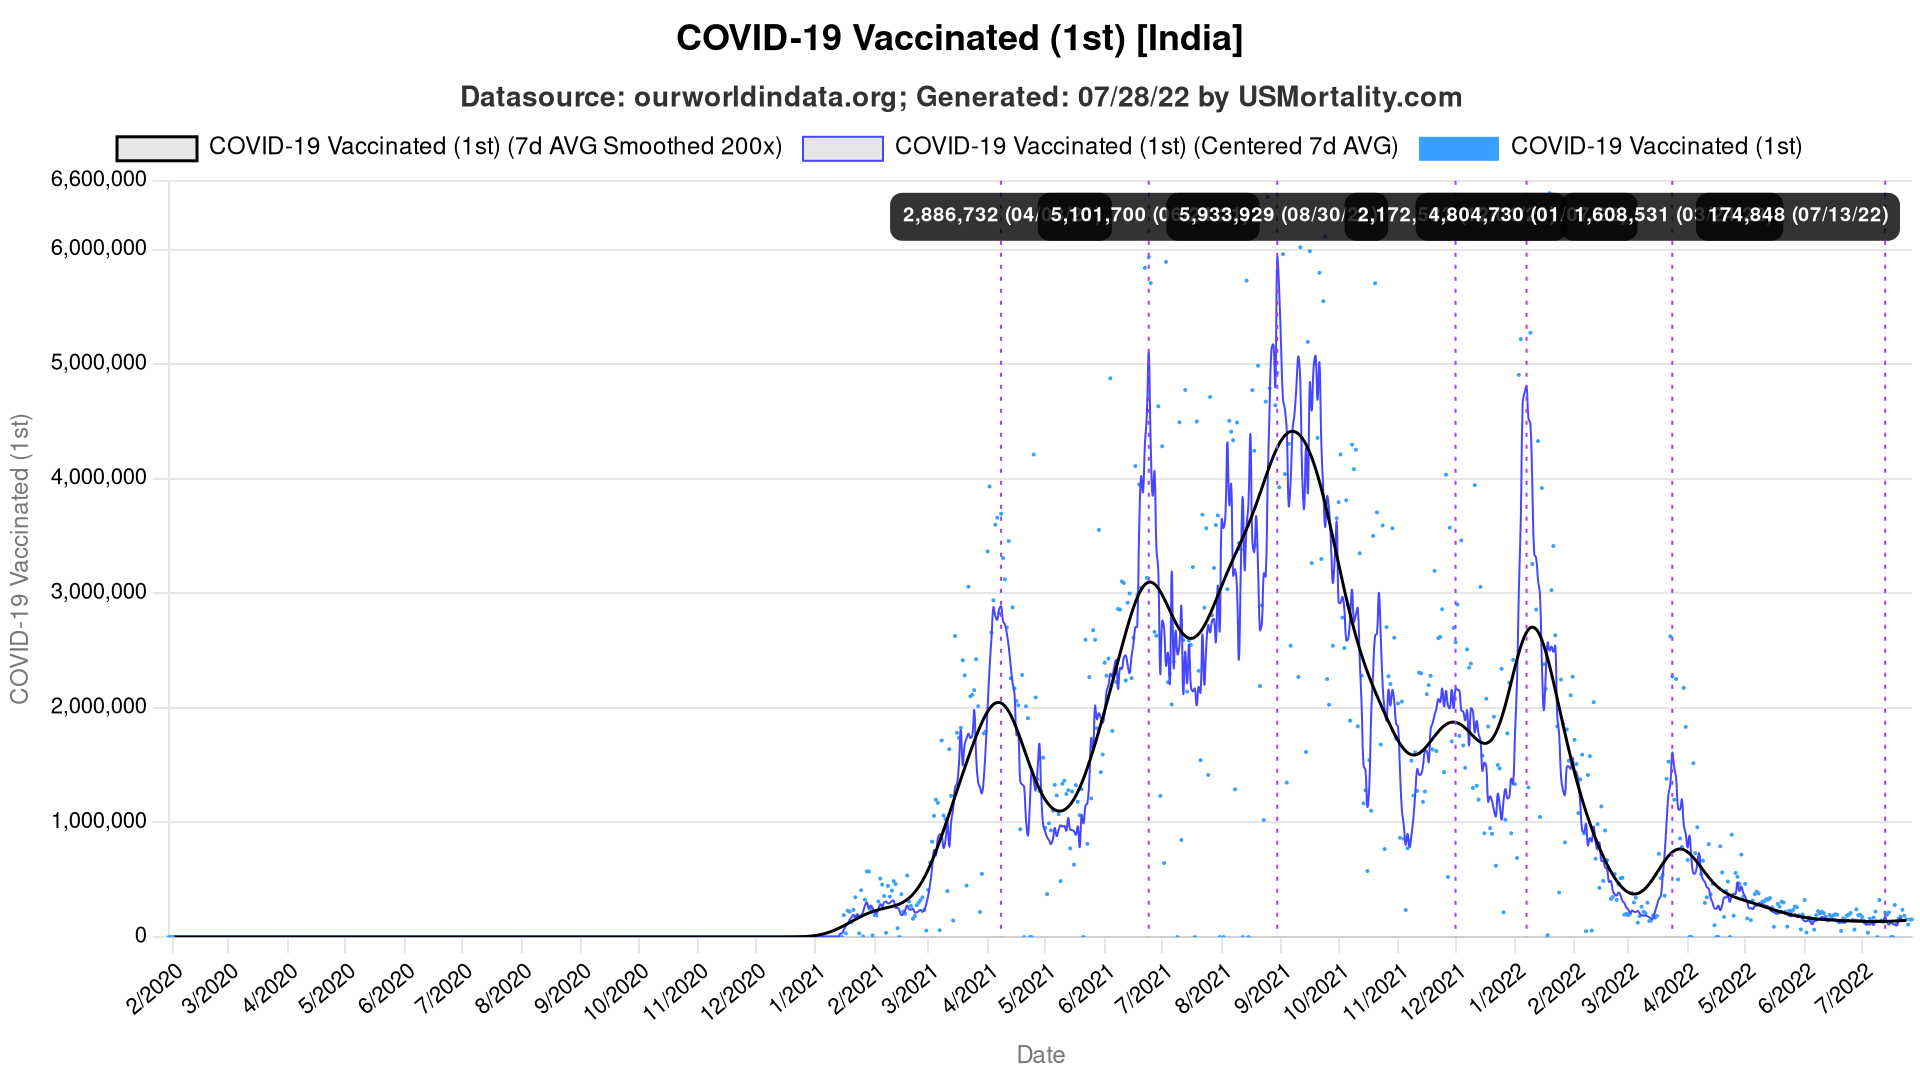 COVID-19 Vaccinated (1st) [India]
Datasource: ourworldindata.org; Generated: 07/28/22 by USMortality.com
COVID-19 Vaccinated (1st) (7d AVG Smoothed 200x) COVID-19 Vaccinated (1st) (Centered 7d AVG) COVID-19 Vaccinated (1st)
6,600,000
2,886,732 (04/ 5,101,700 (0 5,933,929 (08/30/2 2,172, 4,804,730 (01/ 1,608,531 (03 174,848 (07/13/22)
6,000,000
5,000,000
4,000,000
3,000,000
2,000,000
1,000,000
0
COVID-19 Vaccinated (1st)
2/2020 3/2020 4/2020 5/2020 6/2020 7/2020 8/2020 9/2020 10/2020 11/2020 12/2020 1/2021 2/2021 3/2021 4/2021 5/2021 6/2021 7/2021 8/2021 9/2021 10/2021 11/2021 12/2021 1/2022 2/2022 3/2022 4/2022 5/2022 6/2022 7/2022
Date